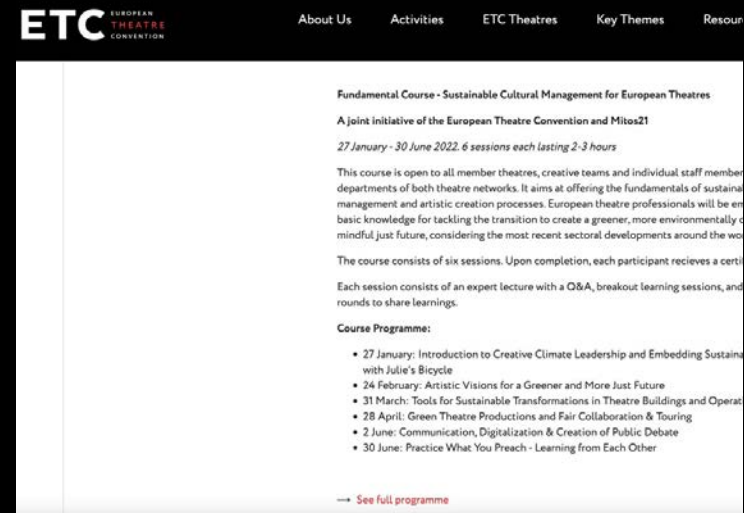 ETC EUROPEAN
THEATRE
CONVENTION
About Us Activities ETC Theatres Key Themes
Fundamental Course - Sustainable Cultural Management for European Theatres
A joint initiative of the European Theatre Convention and Mitos21
27 January - 30 June 2022. 6 sessions each lasting 2-3 hours
This course is open to all member theatres, creative teams and individual staff member
departments of both theatre networks. It aims at offering the fundamentals of
management and artistic creation processes. European theatre professionals will be
basic knowledge for tackling the transition to create a greener, more environmentally
mindful just future, considering the most recent sectoral developments around the
The course consists of six sessions. Upon completion, each participant recieves a
Each session consists of an expert lecture with a Q&A, breakout learning sessions, and
rounds to share learnings.
Course Programme:
• 27 January: Introduction to Creative Climate Leadership and Embedding
with Julie's Bicycle
• 24 February: Artistic Visions for a Greener and More Just Future
• 31 March: Tools for Sustainable Transformations in Theatre Buildings and
• 28 April: Green Theatre Productions and Fair Collaboration & Touring
• 2 June: Communication, Digitalization & Creation of Public Debate
• 30 June: Practice What You Preach - Learning from Each Other
→ See full programme